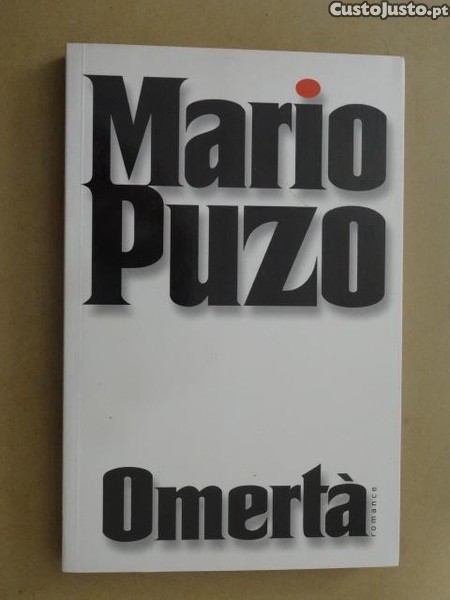 CustoJusto.pt
Mario
Puzo
Omertà
romance